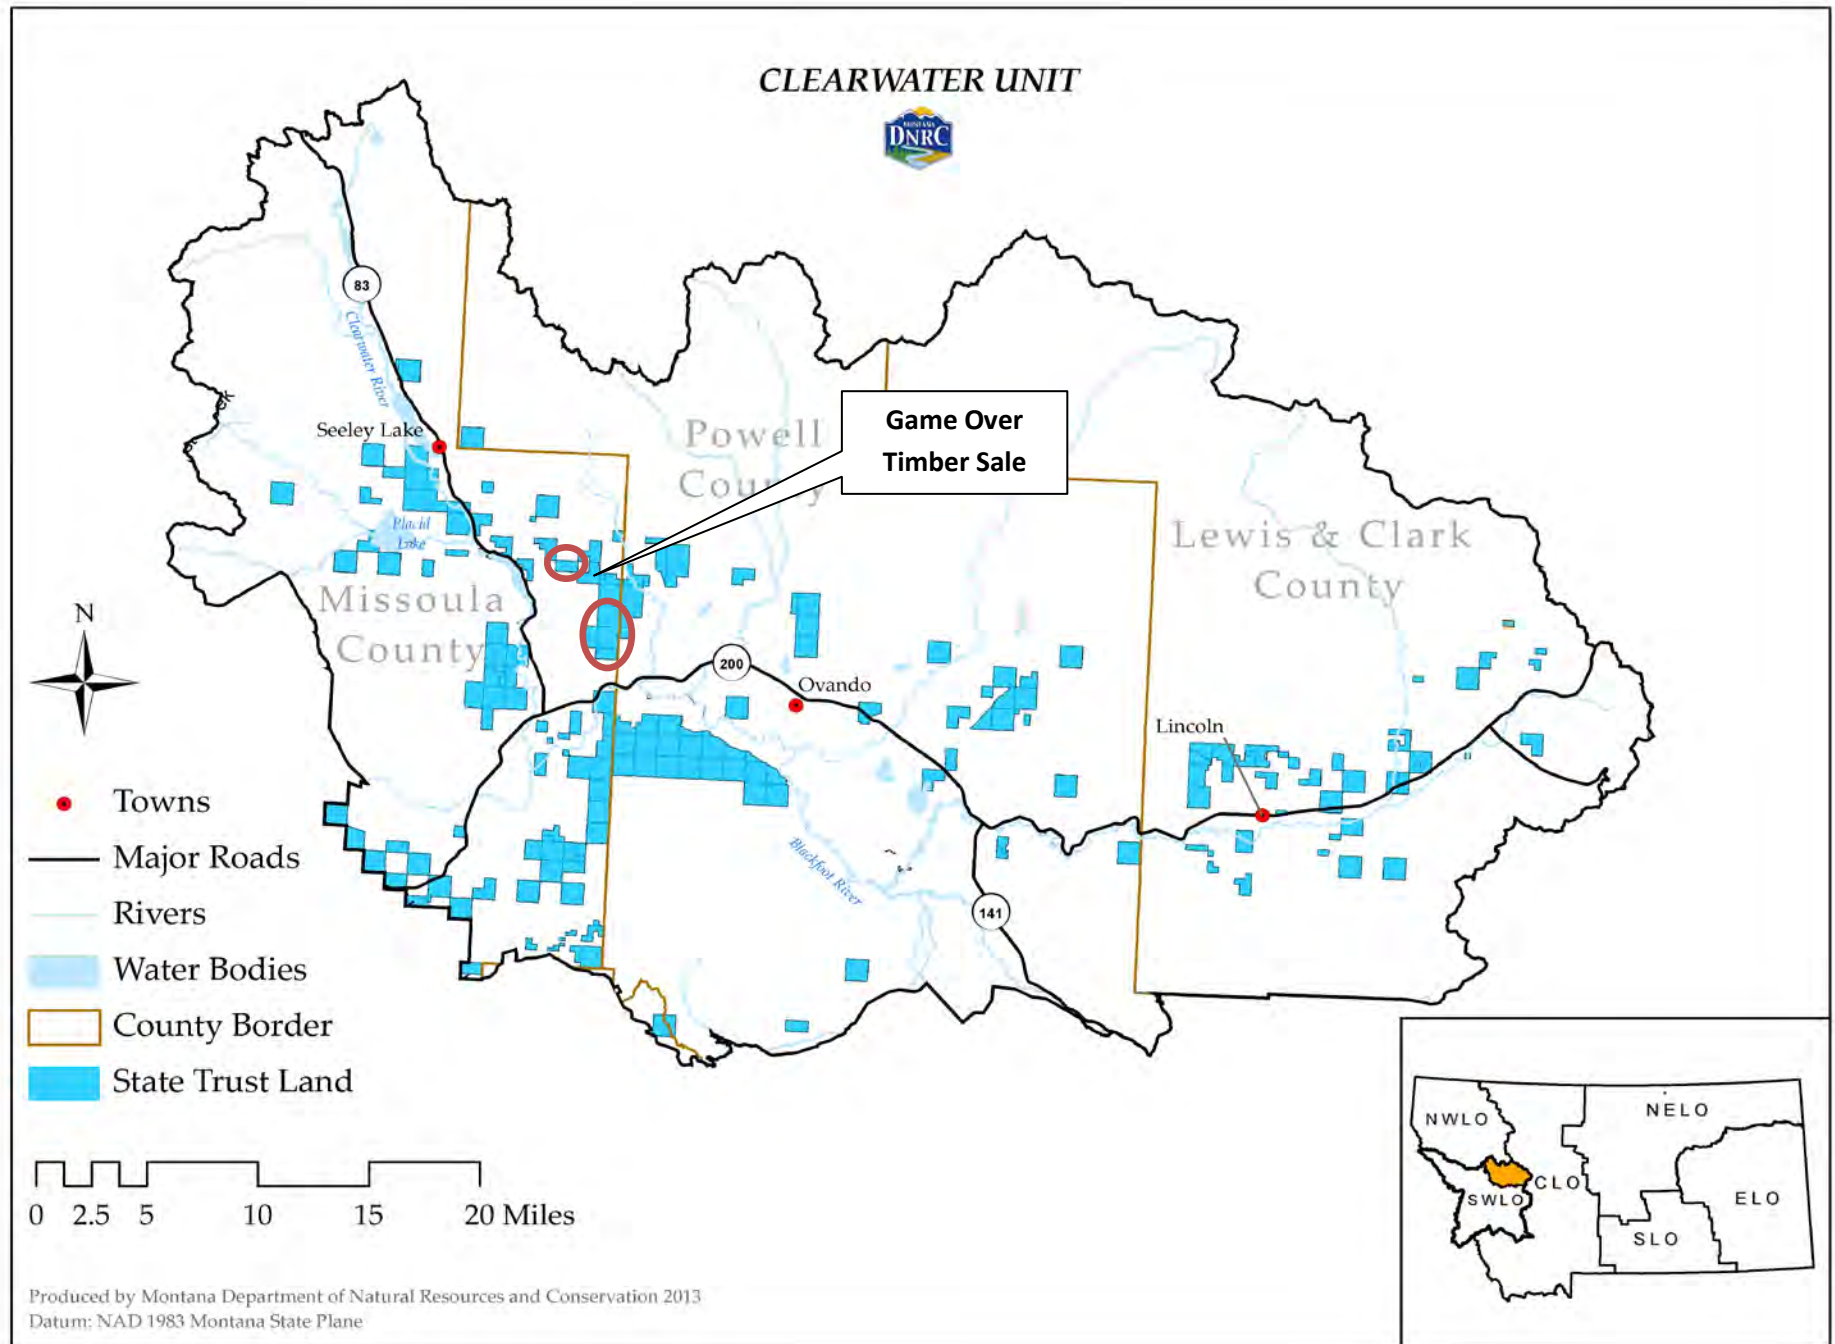 CLEARWATER UNIT
MONTANA
DNRC
83
Clearwater River
Seeley Lake
Placid
Lake
Powell
County
Game Over
Timber Sale
Lewis & Clark
County
Missoula
County
N
200
Ovando
Lincoln
Blackfoot River
141
Towns
Major Roads
Rivers
Water Bodies
County Border
State Trust Land
0 2.5 5 10 15 20 Miles
NWLO
NELO
CLO
SWLO
ELO
SLO
Produced by Montana Department of Natural Resources and Conservation 2013
Datum: NAD 1983 Montana State Plane